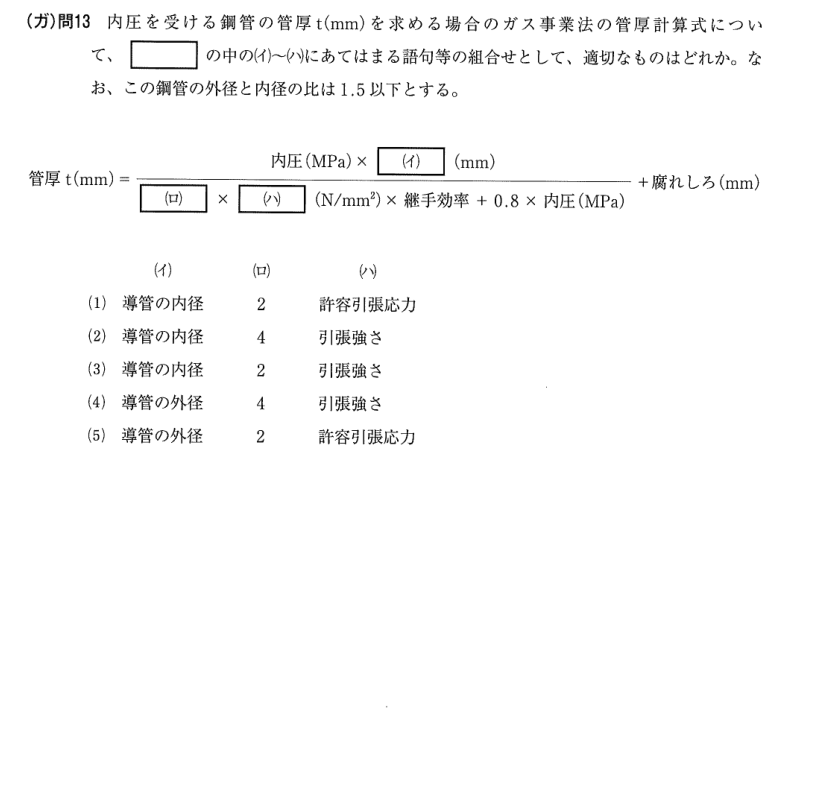 (ガ)問13 内圧を受ける鋼管の管厚t(mm)を求める場合のガス事業法の管厚計算式につい
て、 の中の(イ)〜(ハ)にあてはまる語句等の組合せとして、適切なものはどれか。な
お、この鋼管の外径と内径の比は1.5以下とする。
内圧(MPa)× (イ) (mm)
管厚 t(mm)= +腐れしろ(mm)
(ロ) × (ハ) (N/mm²)× 継手効率 + 0.8 × 内圧(MPa)
(イ) (ロ) (ハ)
(1) 導管の内径 2 許容引張応力
(2) 導管の内径 4 引張強さ
(3) 導管の内径 2 引張強さ
(4) 導管の外径 4 引張強さ
(5) 導管の外径 2 許容引張応力